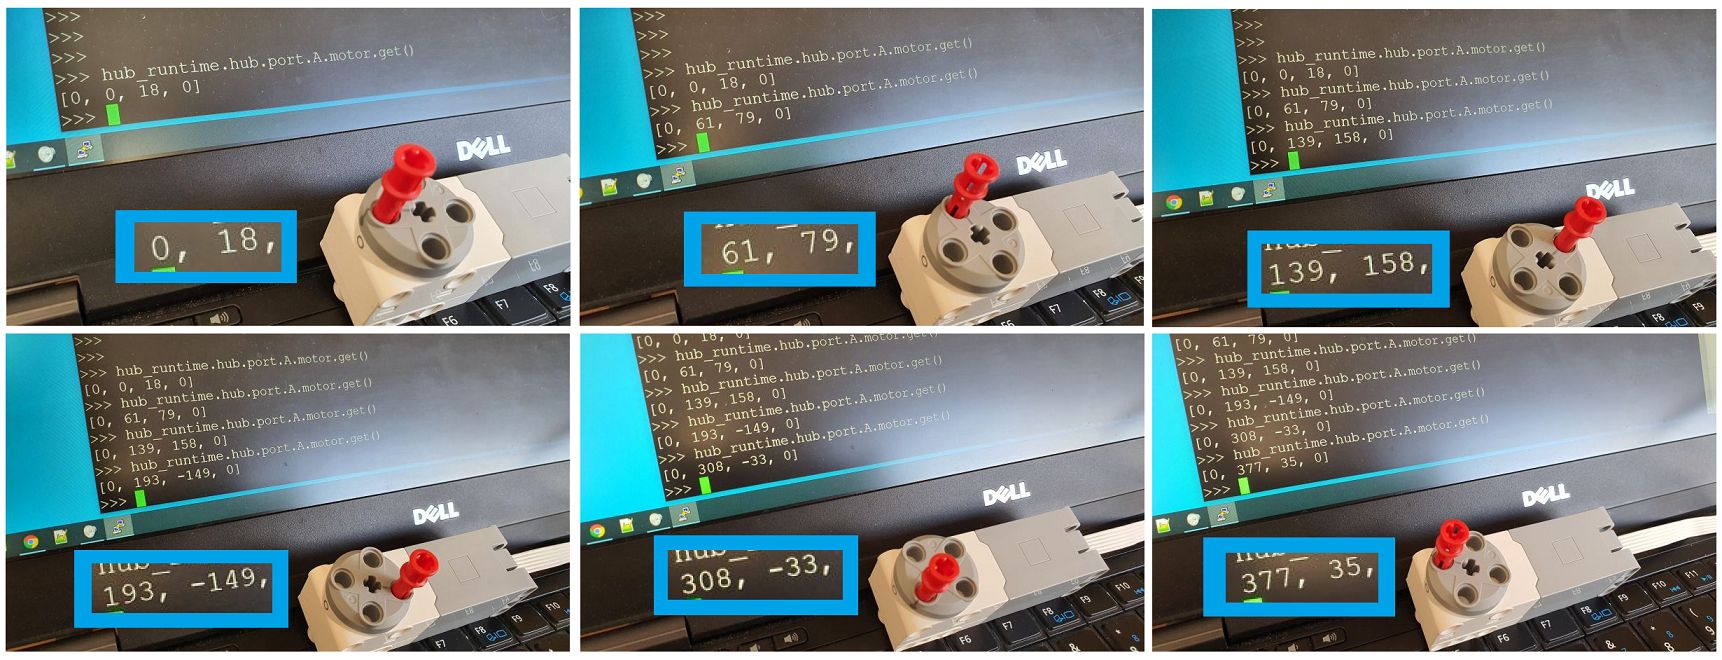 >>>
>>>
>>>
>>> hub_runtime.hub.port.A.motor.get()
[0, 0, 18, 0]
>>>
DELL
0, 18,
F6
F7
F8
>>>
>>>
>>>
>>> hub_runtime.hub.port.A.motor.get()
[0, 0, 18, 0]
>>> hub_runtime.hub.port.A.motor.get()
[0, 61, 79, 0]
>>>
DELL
61, 79,
F7
F8
>>>
>>>
>>>
>>> hub_runtime.hub.port.A.motor.get()
[0, 0, 18, 0]
>>> hub_runtime.hub.port.A.motor.get()
[0, 61, 79, 0]
>>> hub_runtime.hub.port.A.motor.get()
[0, 139, 158, 0]
>>>
DELL
139, 158,
F8
F9
>>>
>>> hub_runtime.hub.port.A.motor.get()
[0, 0, 18, 0]
>>> hub_runtime.hub.port.A.motor.get()
[0, 61, 79, 0]
>>> hub_runtime.hub.port.A.motor.get()
[0, 139, 158, 0]
>>> hub_runtime.hub.port.A.motor.get()
[0, 193, -149, 0]
>>>
DELL
193, -149,
F7
F8
F9
F10
[0, 0, 18, 0]
>>> hub_runtime.hub.port.A.motor.get()
[0, 61, 79, 0]
>>> hub_runtime.hub.port.A.motor.get()
[0, 139, 158, 0]
>>> hub_runtime.hub.port.A.motor.get()
[0, 193, -149, 0]
>>> hub_runtime.hub.port.A.motor.get()
[0, 308, -33, 0]
>>>
DELL
308, -33,
F6
F7
F8
F9
F10
[0, 61, 79, 0]
>>> hub_runtime.hub.port.A.motor.get()
[0, 139, 158, 0]
>>> hub_runtime.hub.port.A.motor.get()
[0, 193, -149, 0]
>>> hub_runtime.hub.port.A.motor.get()
[0, 308, -33, 0]
>>> hub_runtime.hub.port.A.motor.get()
[0, 377, 35, 0]
>>>
DELL
377, 35,
F6
F7
F8
F9
F10
F11